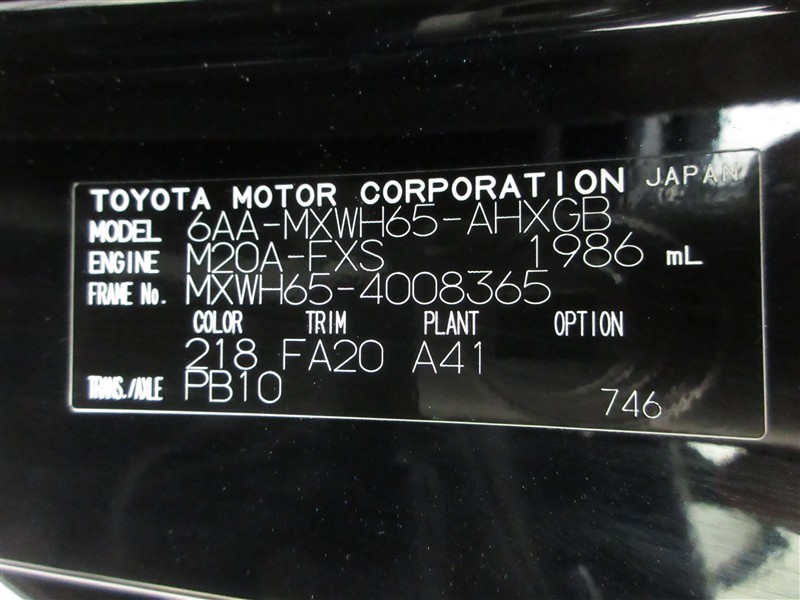 TOYOTA MOTOR CORPORATION JAPAN
MODEL 6AA-MXWH65-AHXGB
ENGINE M20A-FXS 1986 mL
FRAME No. MXWH65-4008365
COLOR TRIM PLANT OPTION
218 FA20 A41
TRANS./AXLE PB10
746